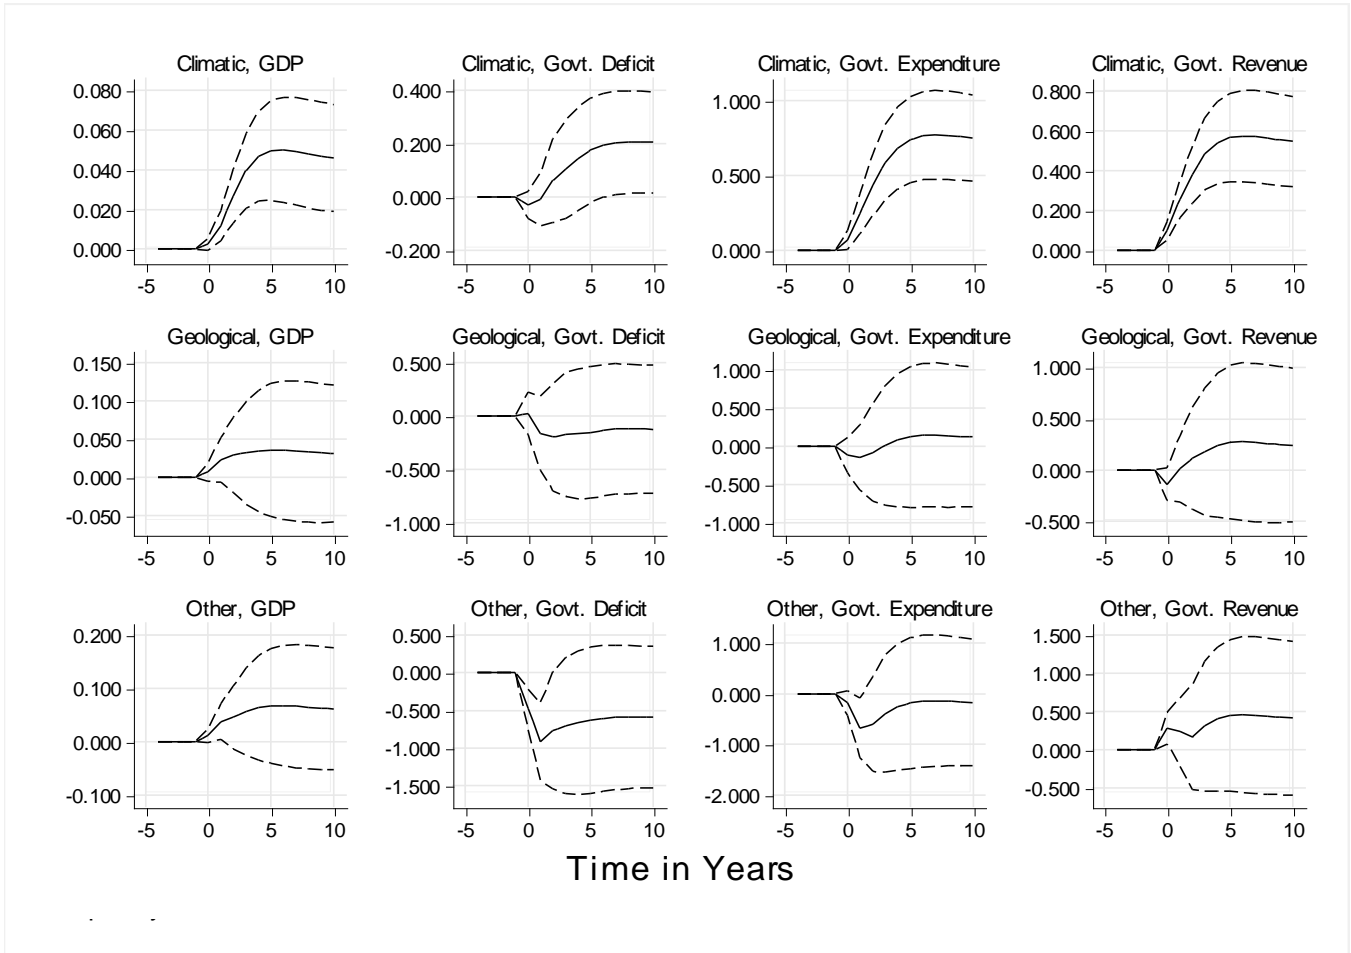 Climatic, GDP
Climatic, Govt. Deficit
Climatic, Govt. Expenditure
Climatic, Govt. Revenue
0.080
0.060
0.040
0.020
0.000
-5 0 5 10
0.400
0.200
0.000
-0.200
-5 0 5 10
1.000
0.500
0.000
-5 0 5 10
0.800
0.600
0.400
0.200
0.000
-5 0 5 10
Geological, GDP
Geological, Govt. Deficit
Geological, Govt. Expenditure
Geological, Govt. Revenue
0.150
0.100
0.050
0.000
-0.050
-5 0 5 10
0.500
0.000
-0.500
-1.000
-5 0 5 10
1.000
0.500
0.000
-0.500
-1.000
-5 0 5 10
1.000
0.500
0.000
-0.500
-5 0 5 10
Other, GDP
Other, Govt. Deficit
Other, Govt. Expenditure
Other, Govt. Revenue
0.200
0.100
0.000
-0.100
-5 0 5 10
0.500
0.000
-0.500
-1.000
-1.500
-5 0 5 10
1.000
0.000
-1.000
-2.000
-5 0 5 10
1.500
1.000
0.500
0.000
-0.500
-5 0 5 10
Time in Years